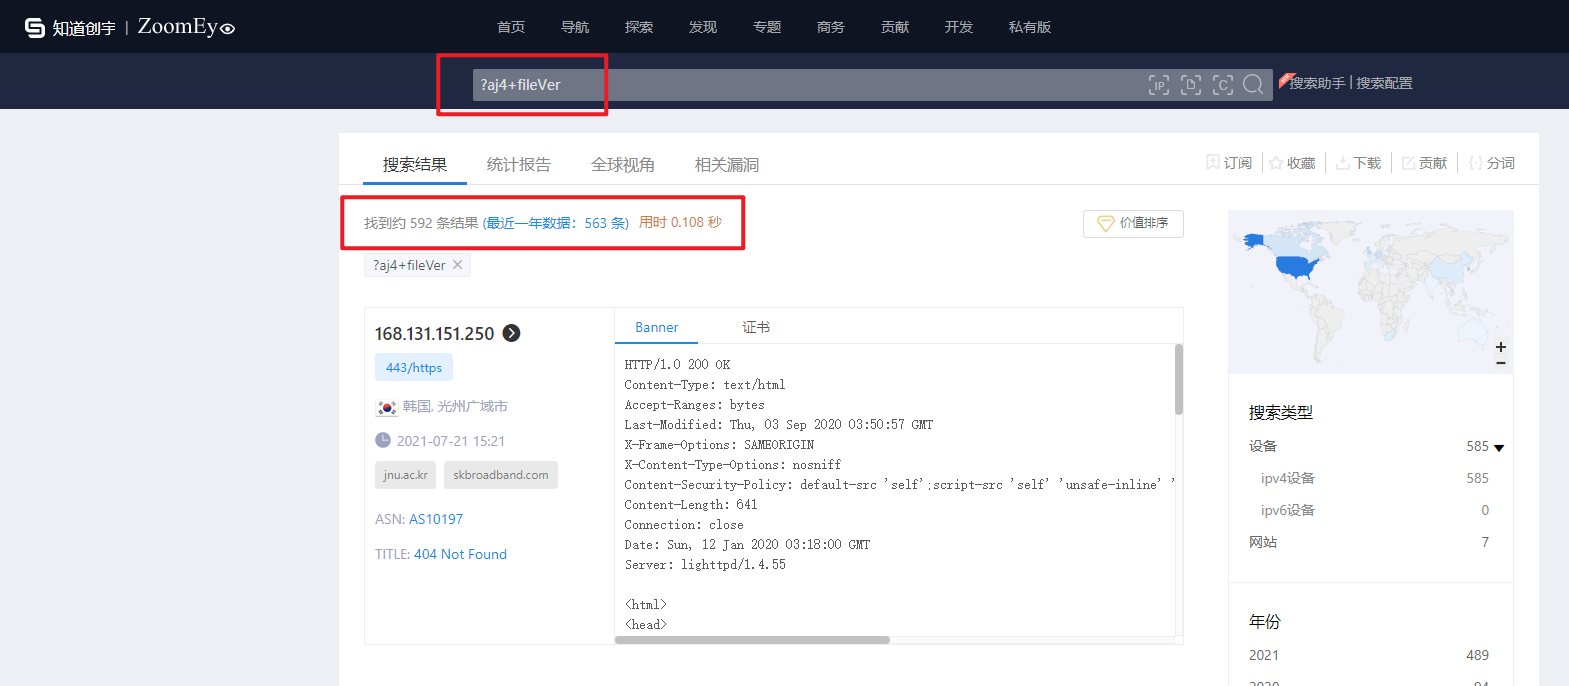 知道创宇 | ZoomEye
首页 导航 探索 发现 专题 商务 贡献 开发 私有版
?aj4+fileVer
IP D C 搜索助手 | 搜索配置
搜索结果 统计报告 全球视角 相关漏洞
订阅 收藏 下载 贡献 分词
找到约 592 条结果 (最近一年数据：563 条) 用时 0.108 秒
价值排序
?aj4+fileVer
168.131.151.250
443/https
韩国, 光州广域市
2021-07-21 15:21
jnu.ac.kr skbroadband.com
ASN: AS10197
TITLE: 404 Not Found
Banner 证书
HTTP/1.0 200 OK
Content-Type: text/html
Accept-Ranges: bytes
Last-Modified: Thu, 03 Sep 2020 03:50:57 GMT
X-Frame-Options: SAMEORIGIN
X-Content-Type-Options: nosniff
Content-Security-Policy: default-src 'self';script-src 'self' 'unsafe-inline' '
Content-Length: 641
Connection: close
Date: Sun, 12 Jan 2020 03:18:00 GMT
Server: lighttpd/1.4.55
<html>
<head>
+
−
搜索类型
设备 585
ipv4设备 585
ipv6设备 0
网站 7
年份
2021 489